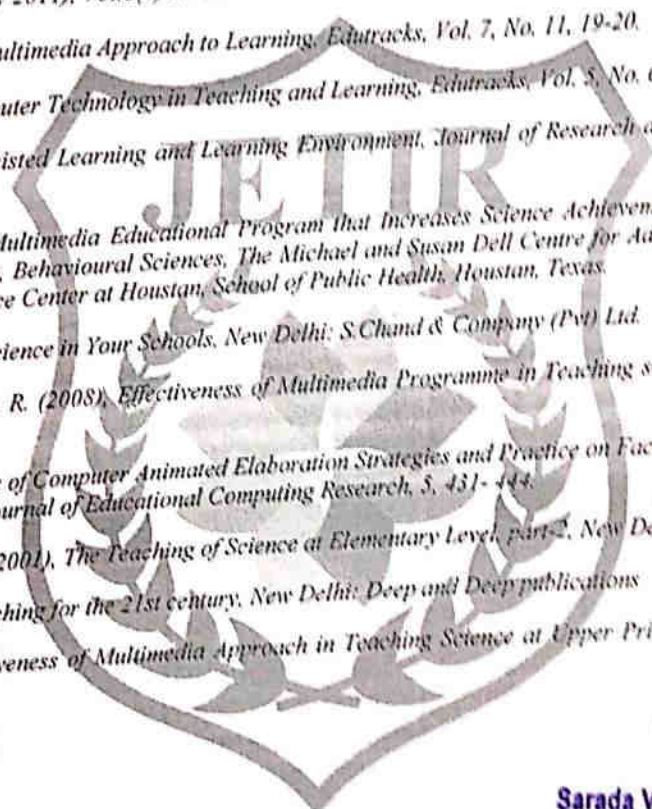 2011),
ultimedia Approach to Learning, Edutracks, Vol. 7, No. 11, 19-20.
uter Technology in Teaching and Learning, Edutracks, Vol. 5, No. 6
isted Learning and Learning Environment, Journal of Research a
JETIR
Multimedia Educational Program that Increases Science Achievem
, Behavioural Sciences, The Michael and Susan Dell Centre for Ad
ce Center at Houstan, School of Public Health, Houstan, Texas.
cience in Your Schools, New Delhi: S.Chand & Company (Pvt) Ltd.
R. (2008), Effectiveness of Multimedia Programme in Teaching s
of Computer Animated Elaboration Strategies and Practice on Fac
ournal of Educational Computing Research, 5, 431- 444.
2001), The Teaching of Science at Elementary Level, part-2, New De
ching for the 21st century, New Delhi: Deep and Deep publications
iveness of Multimedia Approach in Teaching Science at Upper Pri
Sarada V